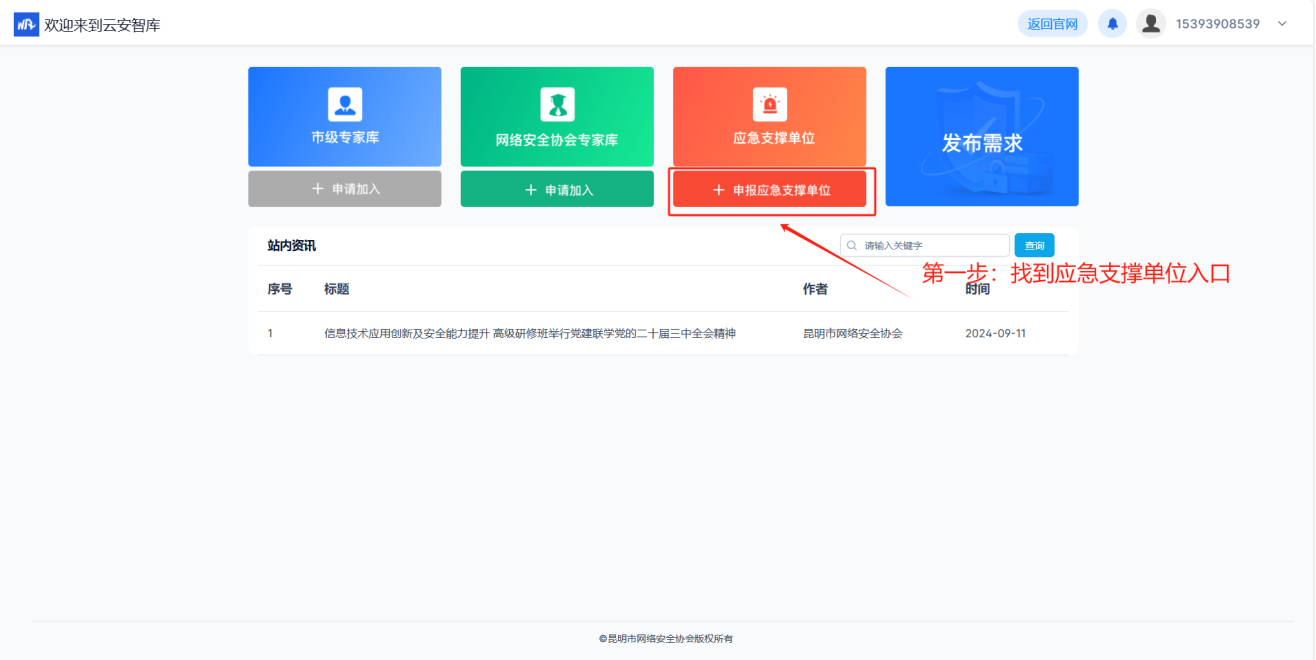 欢迎来到云安智库
返回官网
15393908539
市级专家库
网络安全协会专家库
应急支撑单位
发布需求
+ 申请加入
+ 申请加入
+ 申报应急支撑单位
站内资讯
请输入关键字
查询
第一步：找到应急支撑单位入口
序号 标题 作者 时间
1 信息技术应用创新及安全能力提升 高级研修班举行党建联学党的二十届三中全会精神 昆明市网络安全协会 2024-09-11
©昆明市网络安全协会版权所有